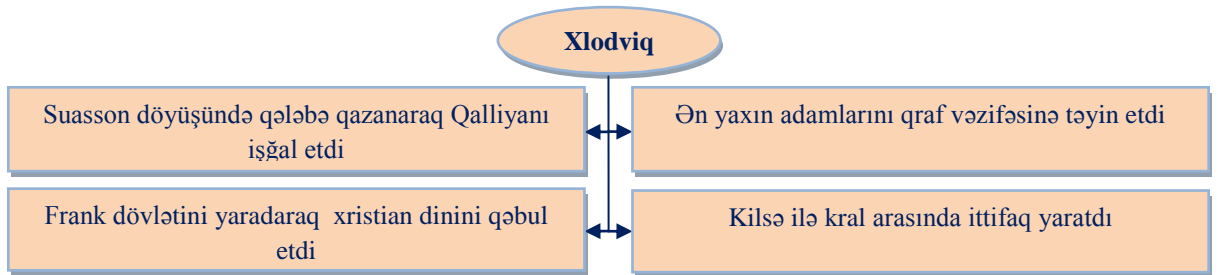 Xlodviq
Suasson döyüşündə qələbə qazanaraq Qalliyanı
işğal etdi
Ən yaxın adamlarını qraf vəzifəsinə təyin etdi
Frank dövlətini yaradaraq xristian dinini qəbul
etdi
Kilsə ilə kral arasında ittifaq yaratdı